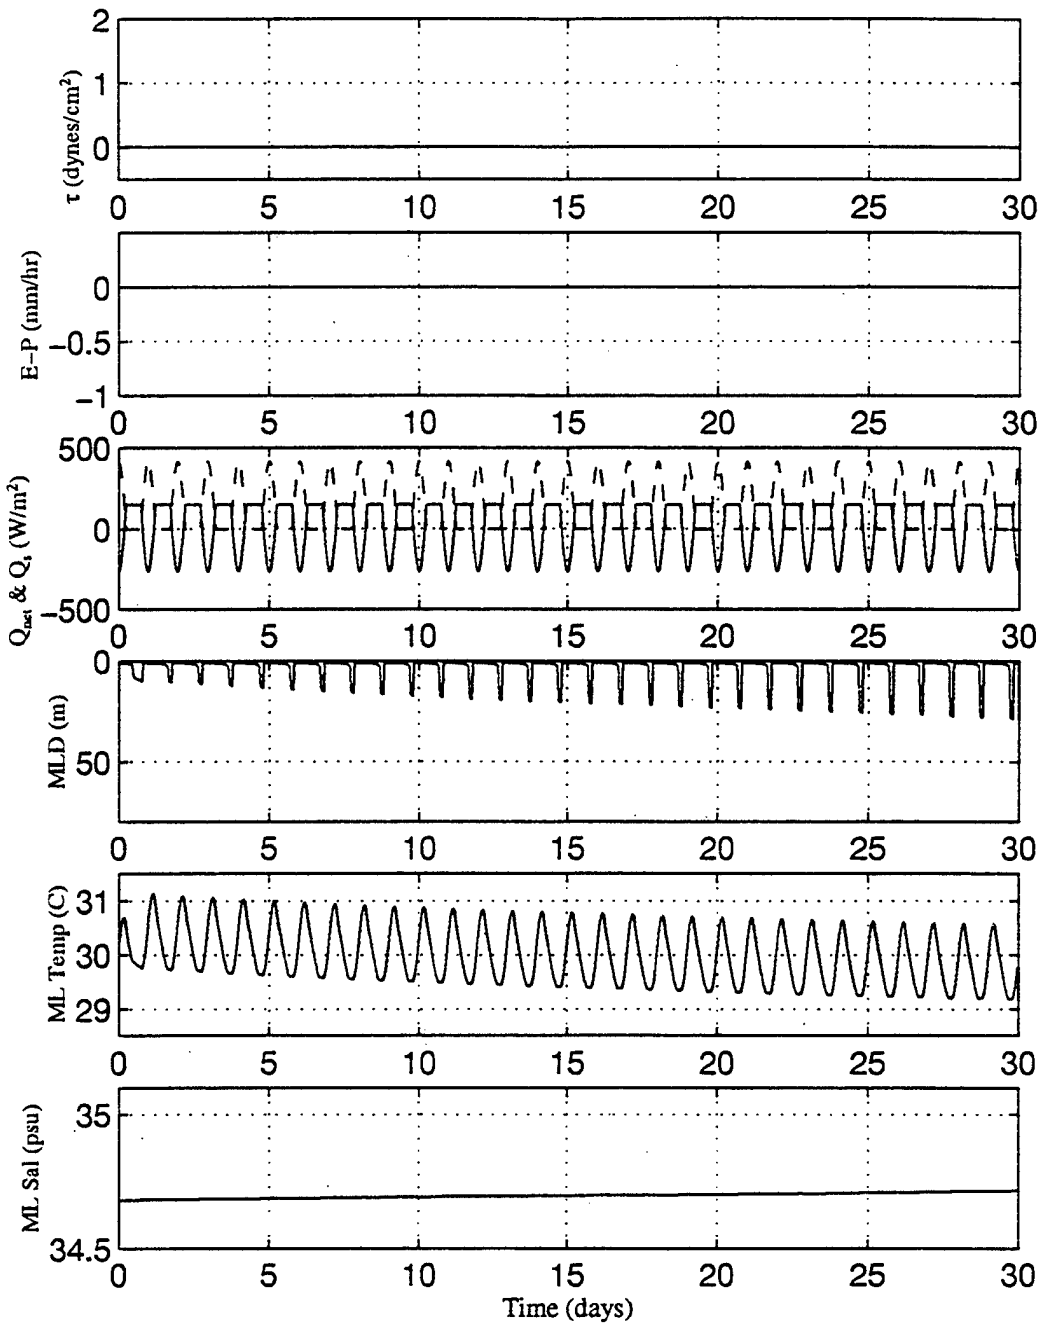 τ (dynes/cm²)
2
1
0
0 5 10 15 20 25 30
E-P (mm/hr)
0
-0.5
-1
0 5 10 15 20 25 30
Qnet & Qs (W/m²)
500
0
-500
0 5 10 15 20 25 30
MLD (m)
0
50
0 5 10 15 20 25 30
ML Temp (C)
31
30
29
0 5 10 15 20 25 30
ML Sal (psu)
35
34.5
0 5 10 15 20 25 30
Time (days)